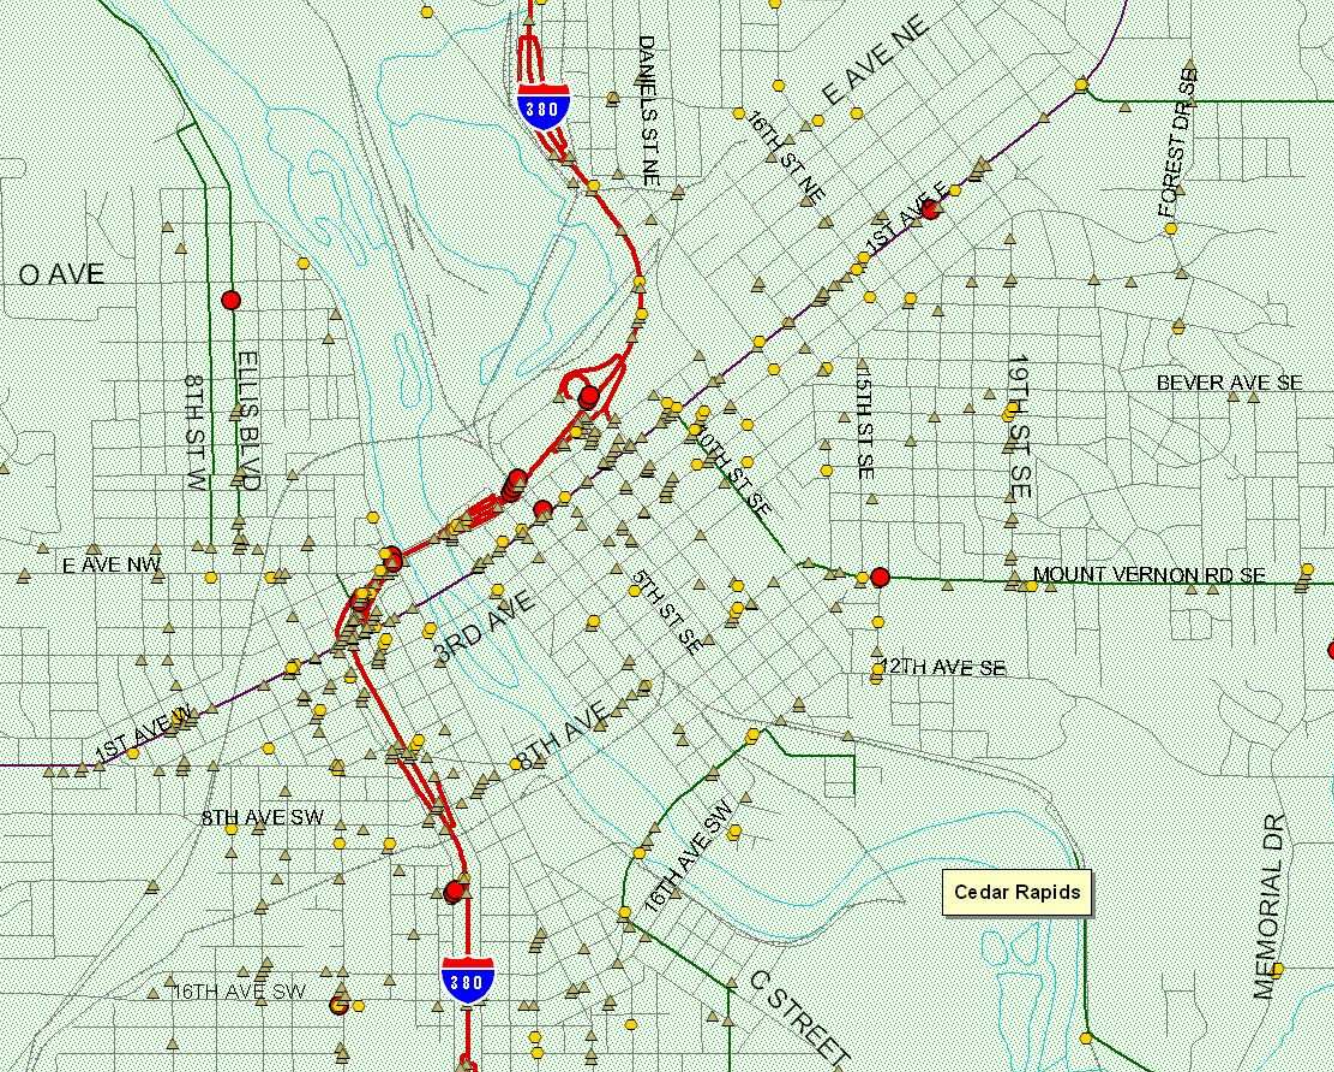 DANIELS ST NE
E AVE NE
380
16TH ST NE
FOREST DR SE
1ST AVE E
O AVE
8TH ST W
ELLIS BLVD
15TH ST SE
19TH ST SE
BEVER AVE SE
10TH ST SE
E AVE NW
MOUNT VERNON RD SE
5TH ST SE
3RD AVE
12TH AVE SE
1ST AVE W
8TH AVE
8TH AVE SW
16TH AVE SW
Cedar Rapids
MEMORIAL DR
380
16TH AVE SW
C STREET